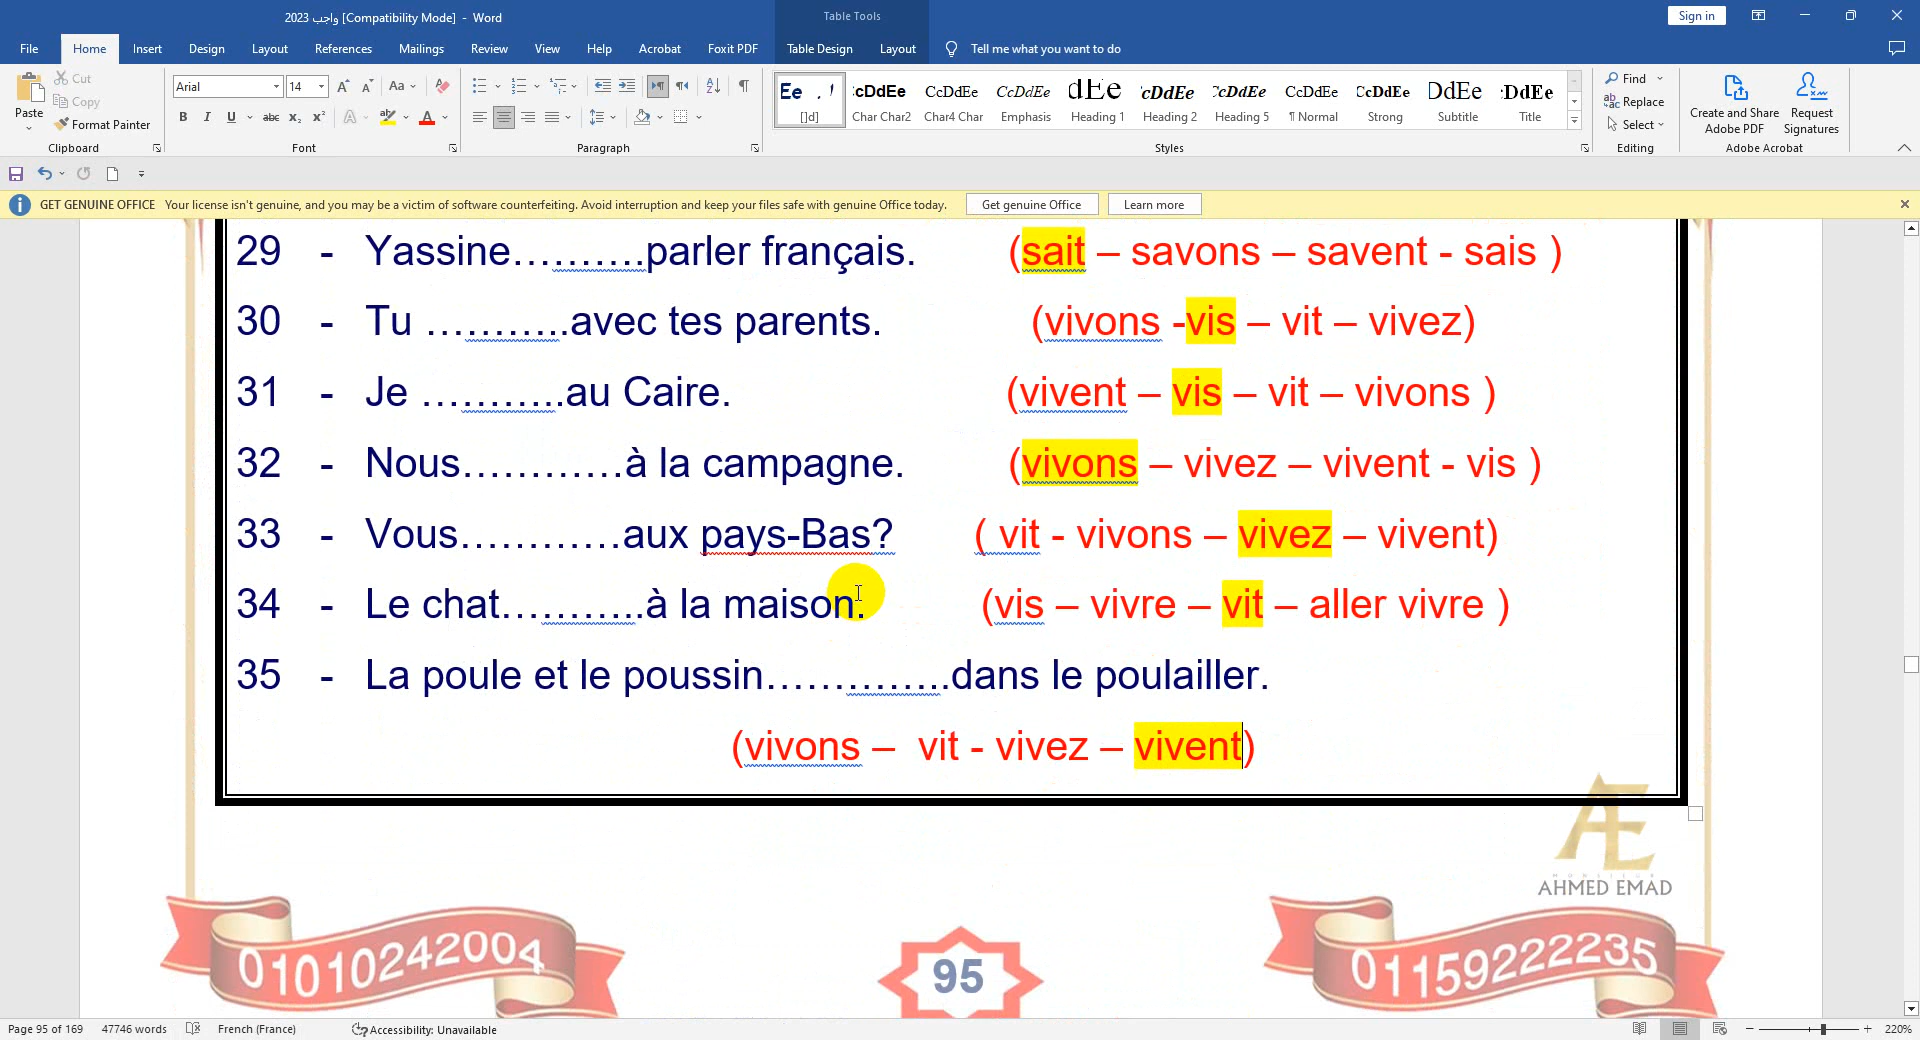 واجب 2023 [Compatibility Mode] - Word
Table Tools
Sign in
File Home Insert Design Layout References Mailings Review View Help Acrobat Foxit PDF Table Design Layout Tell me what you want to do
Paste
Cut
Copy
Format Painter
Clipboard
Arial 14
Font
Paragraph
[]d] Char Char2 Char4 Char Emphasis Heading 1 Heading 2 Heading 5 ¶ Normal Strong Subtitle Title
Styles
Find
Replace
Select
Editing
Create and Share Adobe PDF
Request Signatures
Adobe Acrobat
GET GENUINE OFFICE Your license isn't genuine, and you may be a victim of software counterfeiting. Avoid interruption and keep your files safe with genuine Office today. Get genuine Office Learn more
29 - Yassine..........parler français. (sait – savons – savent - sais )
30 - Tu ...........avec tes parents. (vivons -vis – vit – vivez)
31 - Je ...........au Caire. (vivent – vis – vit – vivons )
32 - Nous............à la campagne. (vivons – vivez – vivent - vis )
33 - Vous............aux pays-Bas? ( vit - vivons – vivez – vivent)
34 - Le chat...........à la maison. (vis – vivre – vit – aller vivre )
35 - La poule et le poussin..............dans le poulailler.
(vivons – vit - vivez – vivent)
MONSIEUR
AHMED EMAD
01010242004
95
01159222235
Page 95 of 169 47746 words French (France) Accessibility: Unavailable 220%